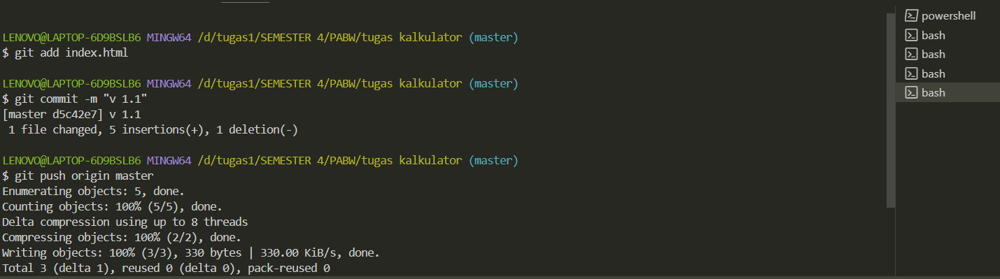 LENOVO@LAPTOP-6D9BSLB6 MINGW64 /d/tugas1/SEMESTER 4/PABW/tugas kalkulator (master)
$ git add index.html
LENOVO@LAPTOP-6D9BSLB6 MINGW64 /d/tugas1/SEMESTER 4/PABW/tugas kalkulator (master)
$ git commit -m "v 1.1"
[master d5c42e7] v 1.1
 1 file changed, 5 insertions(+), 1 deletion(-)
LENOVO@LAPTOP-6D9BSLB6 MINGW64 /d/tugas1/SEMESTER 4/PABW/tugas kalkulator (master)
$ git push origin master
Enumerating objects: 5, done.
Counting objects: 100% (5/5), done.
Delta compression using up to 8 threads
Compressing objects: 100% (2/2), done.
Writing objects: 100% (3/3), 330 bytes | 330.00 KiB/s, done.
Total 3 (delta 1), reused 0 (delta 0), pack-reused 0
powershell
bash
bash
bash
bash